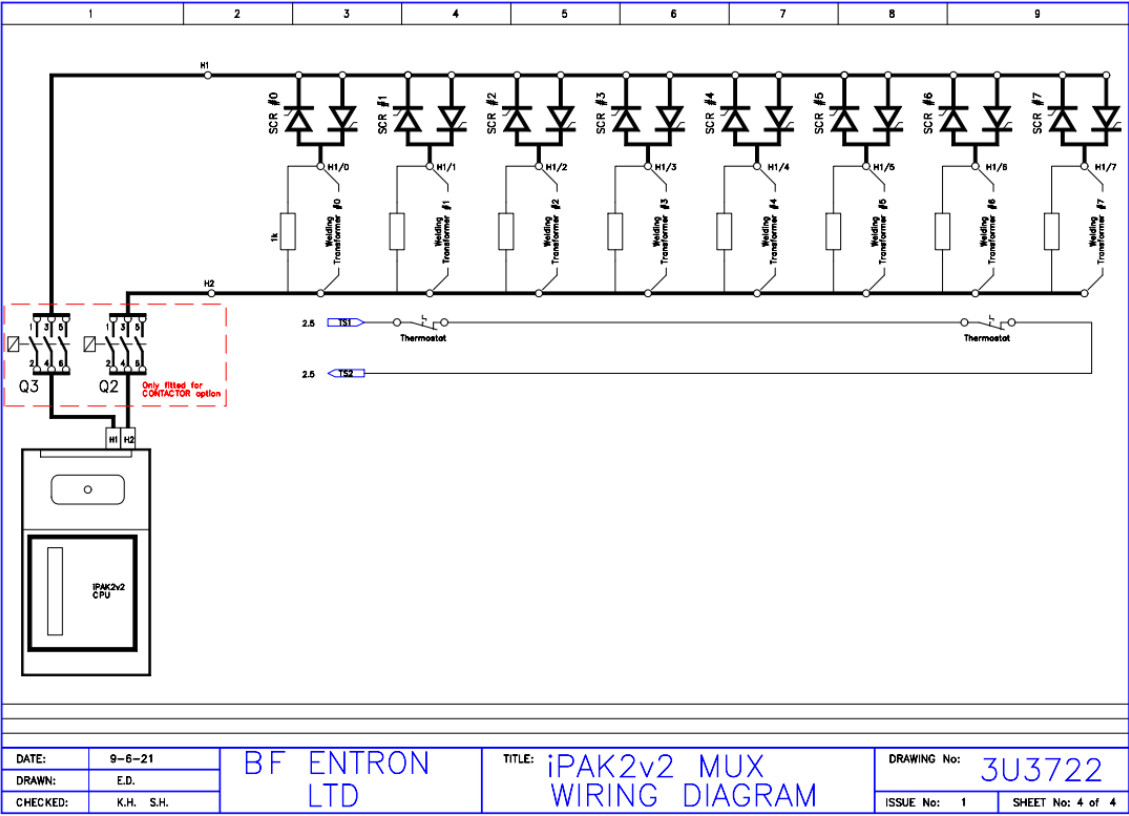 1 2 3 4 5 6 7 8 9
H1
SCR #0 SCR #1 SCR #2 SCR #3 SCR #4 SCR #5 SCR #6 SCR #7
H1/0 H1/1 H1/2 H1/3 H1/4 H1/5 H1/6 H1/7
1k
Welding
Transformer #0
Welding
Transformer #1
Welding
Transformer #2
Welding
Transformer #3
Welding
Transformer #4
Welding
Transformer #5
Welding
Transformer #6
Welding
Transformer #7
H2
1 3 5 1 3 5
2 4 6 2 4 6
Q3 Q2
Only fitted for
CONTACTOR option
2.5 TS1
Thermostat Thermostat
2.5 TS2
H1 H2
iPAK2v2
CPU
DATE: 9-6-21
DRAWN: E.D.
CHECKED: K.H. S.H.
BF ENTRON
LTD
TITLE: iPAK2v2 MUX
WIRING DIAGRAM
DRAWING No: 3U3722
ISSUE No: 1 SHEET No: 4 of 4